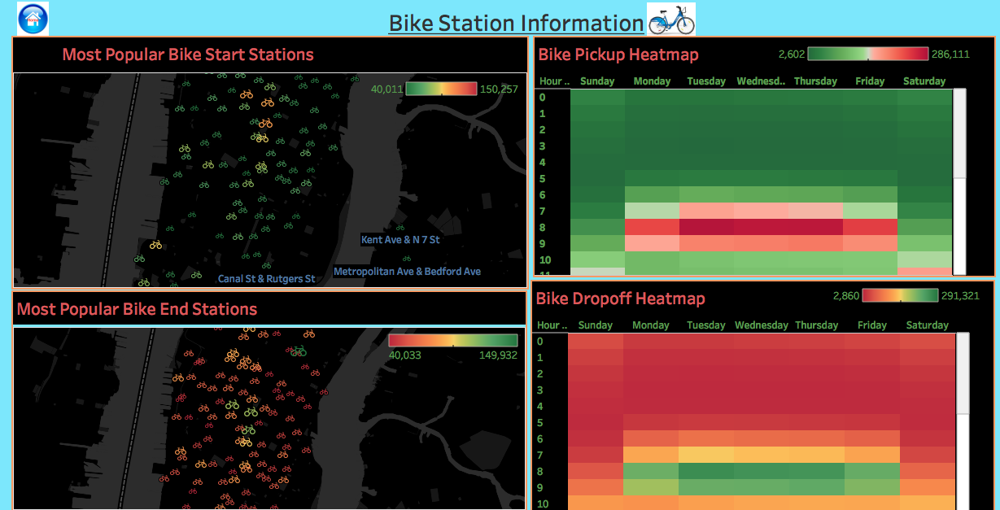 Home
Bike Station Information
Most Popular Bike Start Stations
40,011 150,257
Kent Ave & N 7 St
Metropolitan Ave & Bedford Ave
Canal St & Rutgers St
Bike Pickup Heatmap
2,602 286,111
Hour .. Sunday Monday Tuesday Wednesd.. Thursday Friday Saturday
0
1
2
3
4
5
6
7
8
9
10
Most Popular Bike End Stations
40,033 149,932
Bike Dropoff Heatmap
2,860 291,321
Hour .. Sunday Monday Tuesday Wednesday Thursday Friday Saturday
0
1
2
3
4
5
6
7
8
9
10